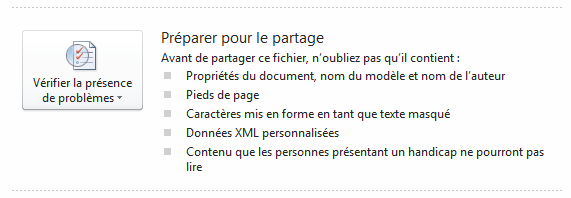 Préparer pour le partage
Avant de partager ce fichier, n'oubliez pas qu'il contient :
Vérifier la présence
de problèmes
Propriétés du document, nom du modèle et nom de l'auteur
Pieds de page
Caractères mis en forme en tant que texte masqué
Données XML personnalisées
Contenu que les personnes présentant un handicap ne pourront pas
lire